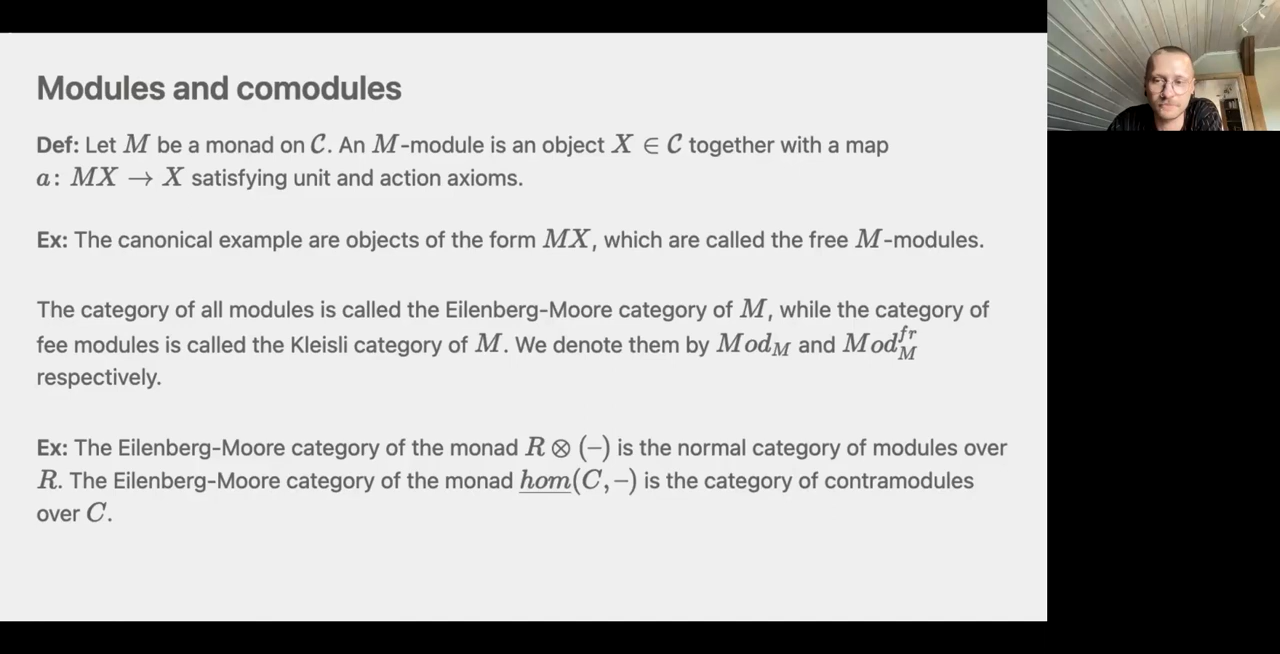 Modules and comodules
Def: Let M be a monad on 𝒞. An M-module is an object X ∈ 𝒞 together with a map
a: MX → X satisfying unit and action axioms.
Ex: The canonical example are objects of the form MX, which are called the free M-modules.
The category of all modules is called the Eilenberg-Moore category of M, while the category of
fee modules is called the Kleisli category of M. We denote them by Mod_M and Mod_M^{fr}
respectively.
Ex: The Eilenberg-Moore category of the monad R ⊗ (−) is the normal category of modules over
R. The Eilenberg-Moore category of the monad hom(C, −) is the category of contramodules
over C.